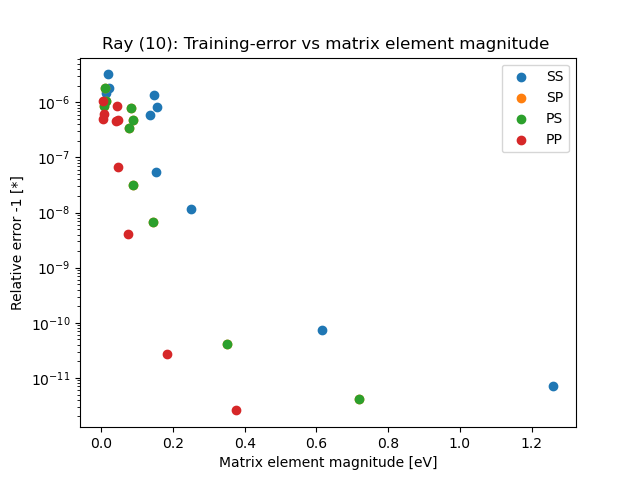 Ray (10): Training-error vs matrix element magnitude
SS
SP
PS
PP
Relative error -1 [*]
10⁻⁶
10⁻⁷
10⁻⁸
10⁻⁹
10⁻¹⁰
10⁻¹¹
0.0 0.2 0.4 0.6 0.8 1.0 1.2
Matrix element magnitude [eV]